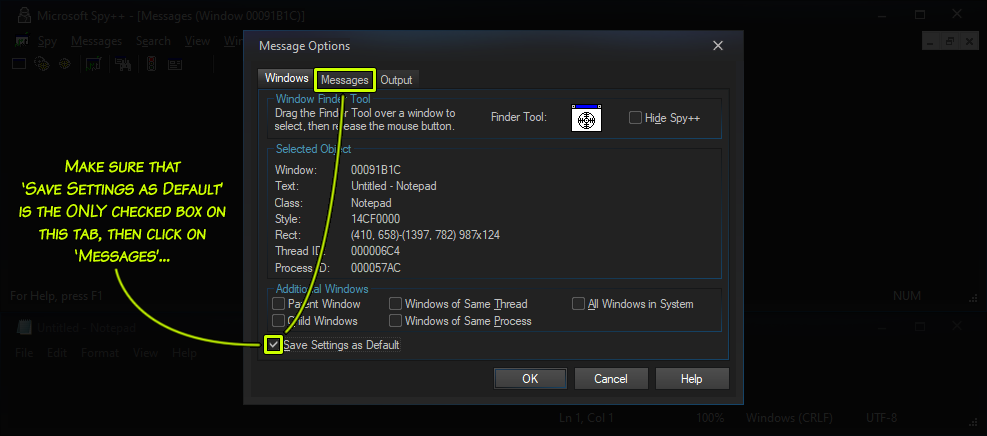 Microsoft Spy++ - [Messages (Window 00091B1C)]
Spy Messages Search View Win
Message Options
Windows Messages Output
Window Finder Tool
Drag the Finder Tool over a window to
select, then release the mouse button.
Finder Tool:
Hide Spy++
Selected Object
Window: 00091B1C
Text: Untitled - Notepad
Class: Notepad
Style: 14CF0000
Rect: (410, 658)-(1397, 782) 987x124
Thread ID: 000006C4
Process ID: 000057AC
Additional Windows
Parent Window Windows of Same Thread All Windows in System
Child Windows Windows of Same Process
Save Settings as Default
OK Cancel Help
Make sure that
'Save Settings as Default'
is the ONLY checked box on
this tab, then click on
'Messages'...
For Help, press F1
NUM
Untitled - Notepad
File Edit Format View Help
Ln 1, Col 1 100% Windows (CRLF) UTF-8